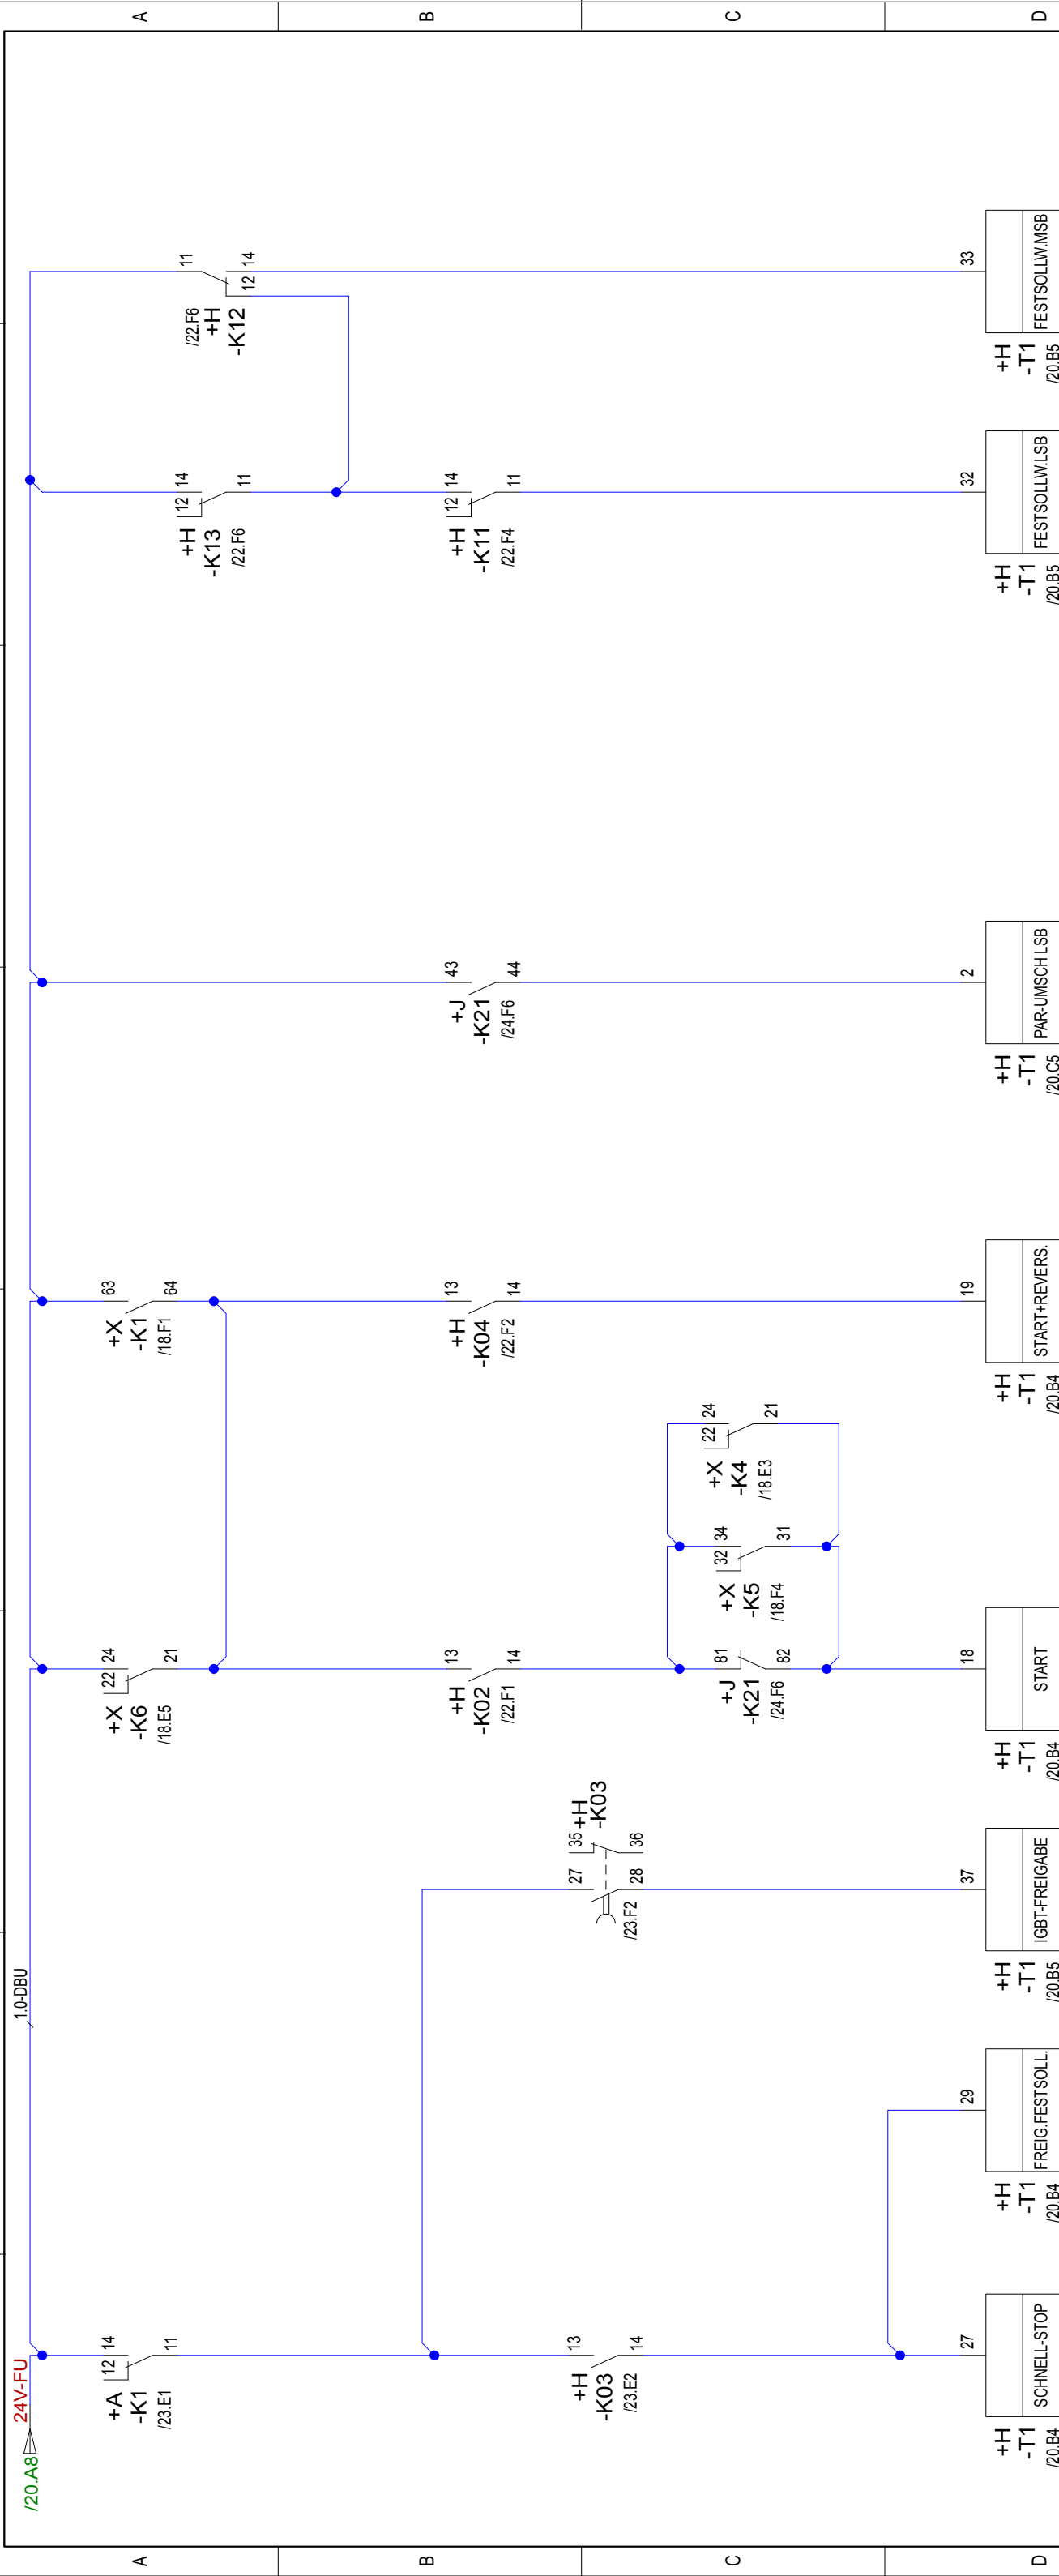 A
B
C
D
/20.A8
24V-FU
1.0-DBU
12
14
11
+A
-K1
/23.E1
13
14
+H
-K03
/23.E2
27
SCHNELL-STOP
+H
-T1
/20.B4
29
FREIG.FESTSOLL.
+H
-T1
/20.B4
27
28
35
36
+H
-K03
/23.F2
37
IGBT-FREIGABE
+H
-T1
/20.B5
22
24
21
+X
-K6
/18.E5
13
14
+H
-K02
/22.F1
81
82
+J
-K21
/24.F6
32
34
31
+X
-K5
/18.F4
22
24
21
+X
-K4
/18.E3
18
START
+H
-T1
/20.B4
63
64
+X
-K1
/18.F1
13
14
+H
-K04
/22.F2
19
START+REVERS.
+H
-T1
/20.B4
43
44
+J
-K21
/24.F6
2
PAR-UMSCH LSB
+H
-T1
/20.C5
12
14
11
+H
-K13
/22.F6
12
14
11
+H
-K11
/22.F4
32
FESTSOLLW.LSB
+H
-T1
/20.B5
11
12
14
/22.F6
+H
-K12
33
FESTSOLLW.MSB
+H
-T1
/20.B5
A
B
C
D